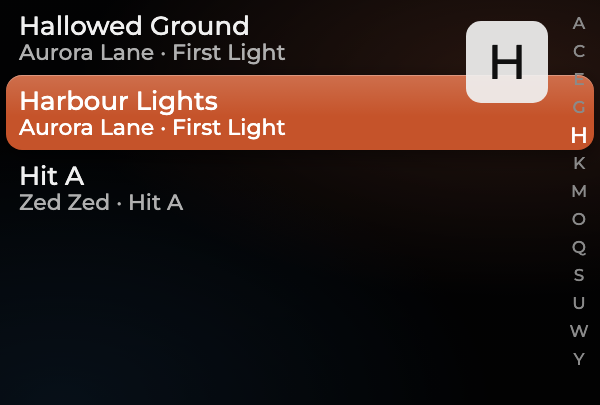 Hallowed Ground
Aurora Lane · First Light
Harbour Lights
Aurora Lane · First Light
Hit A
Zed Zed · Hit A
H
A
C
E
G
H
K
M
O
Q
S
U
W
Y